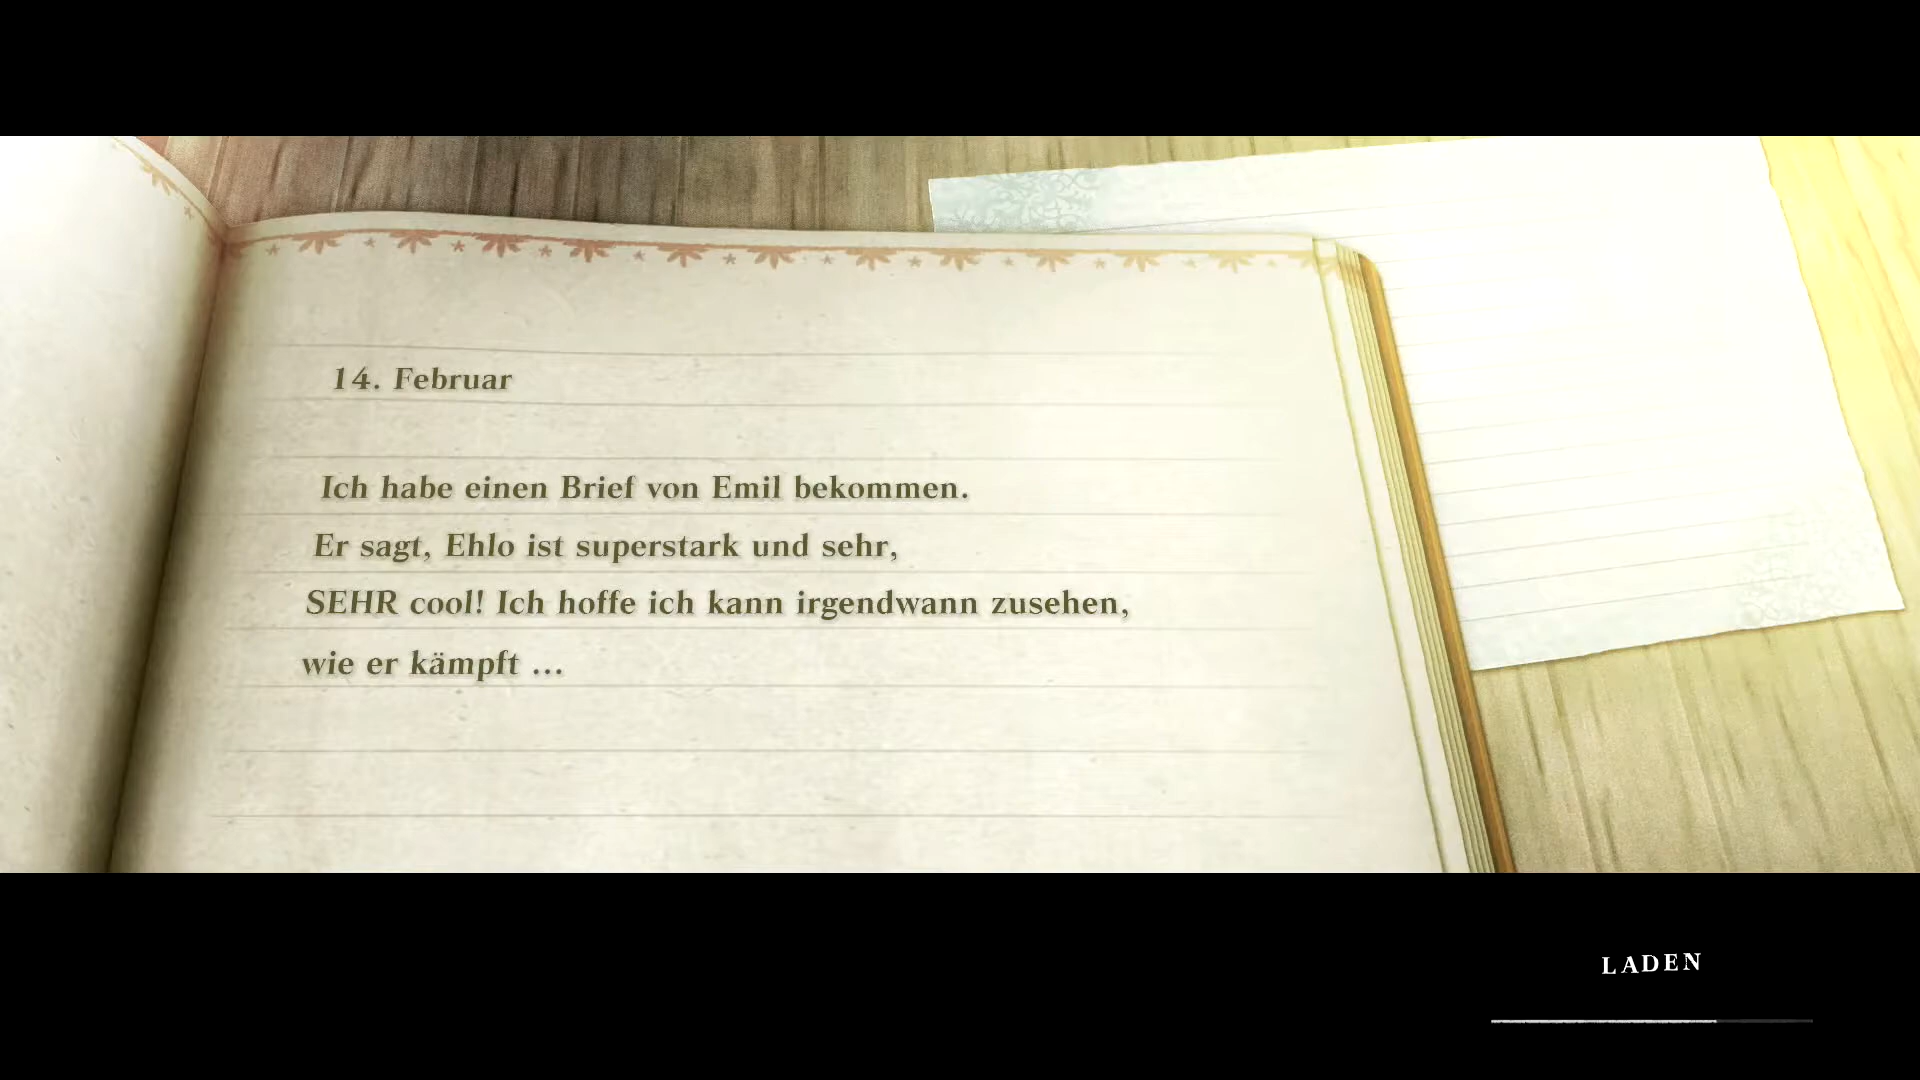 14. Februar
Ich habe einen Brief von Emil bekommen.
Er sagt, Ehlo ist superstark und sehr,
SEHR cool! Ich hoffe ich kann irgendwann zusehen,
wie er kämpft ...
LADEN